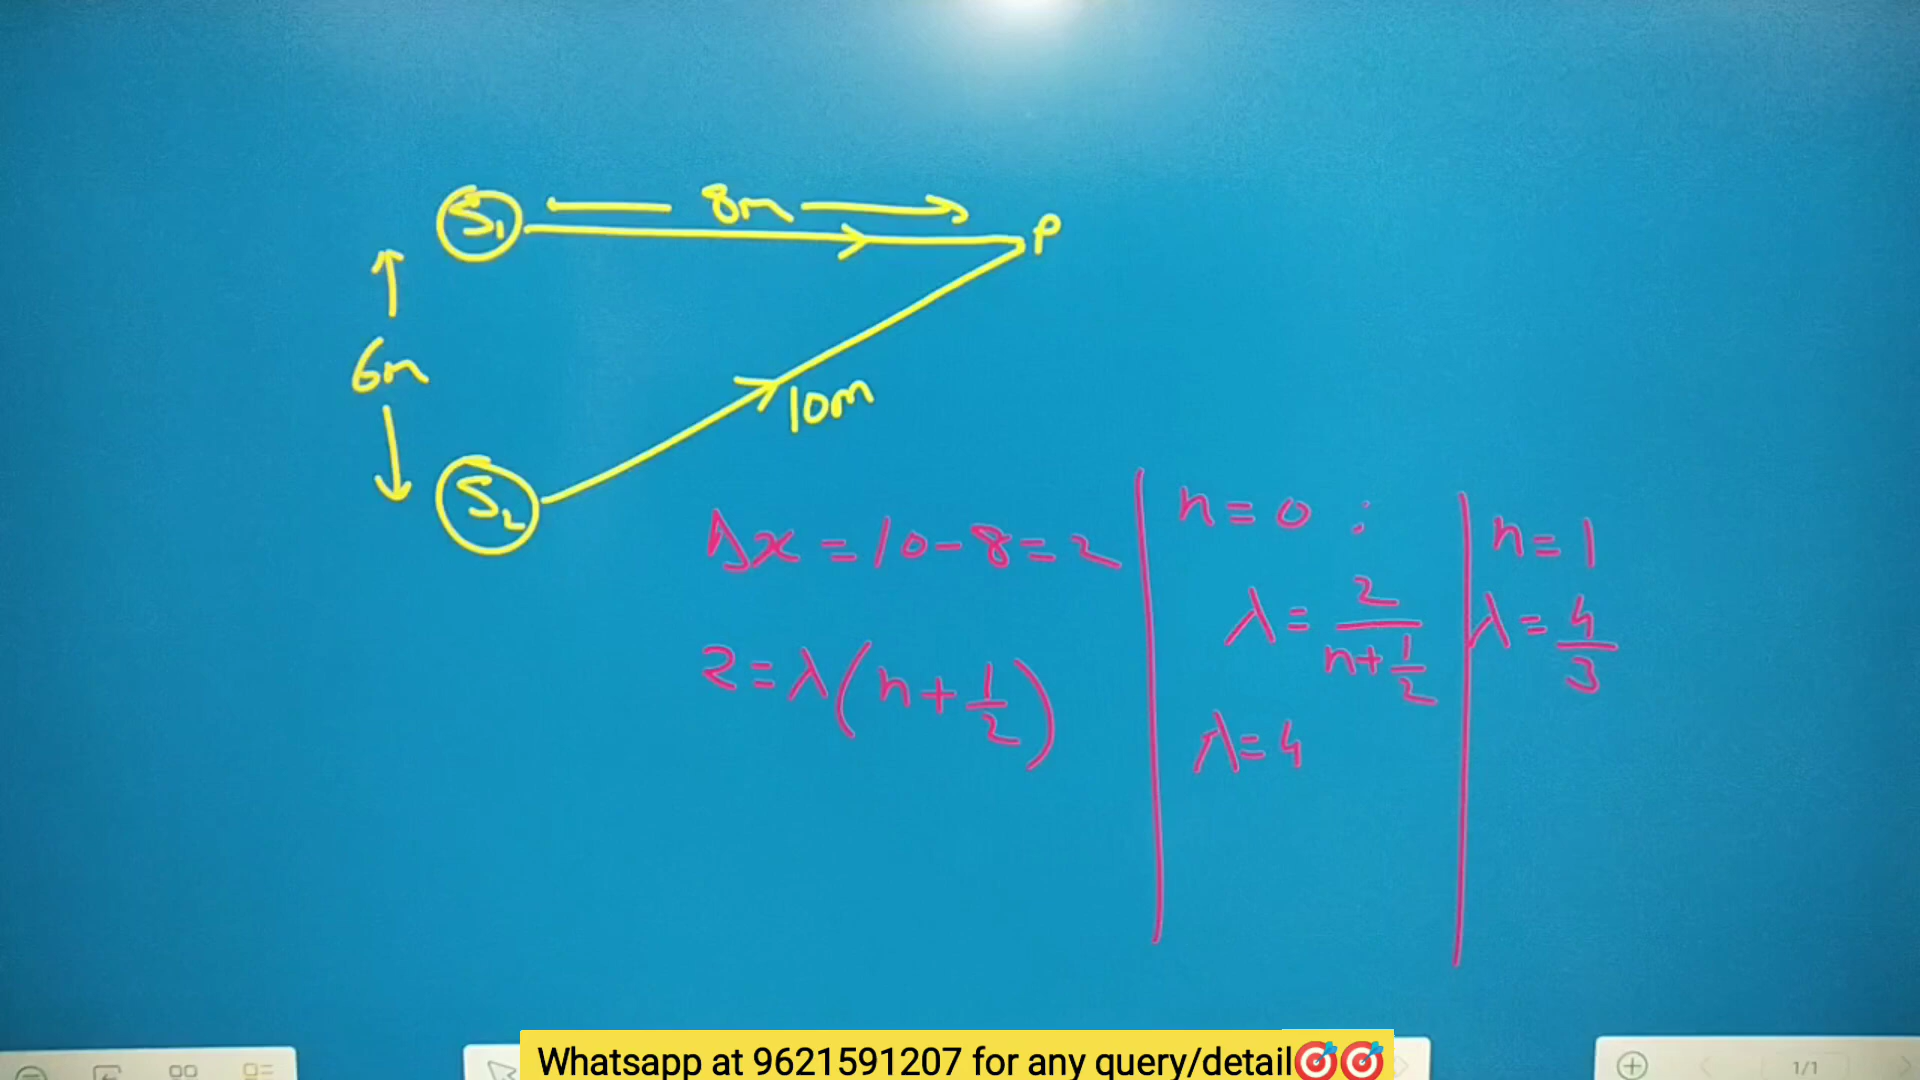 S₁
8m
P
6m
10m
S₂
Δx = 10 - 8 = 2
2 = λ(n + 1/2)
n = 0 :
λ = 2/(n + 1/2)
λ = 4
n = 1
λ = 4/3
Whatsapp at 9621591207 for any query/detail🎯🎯
1/1